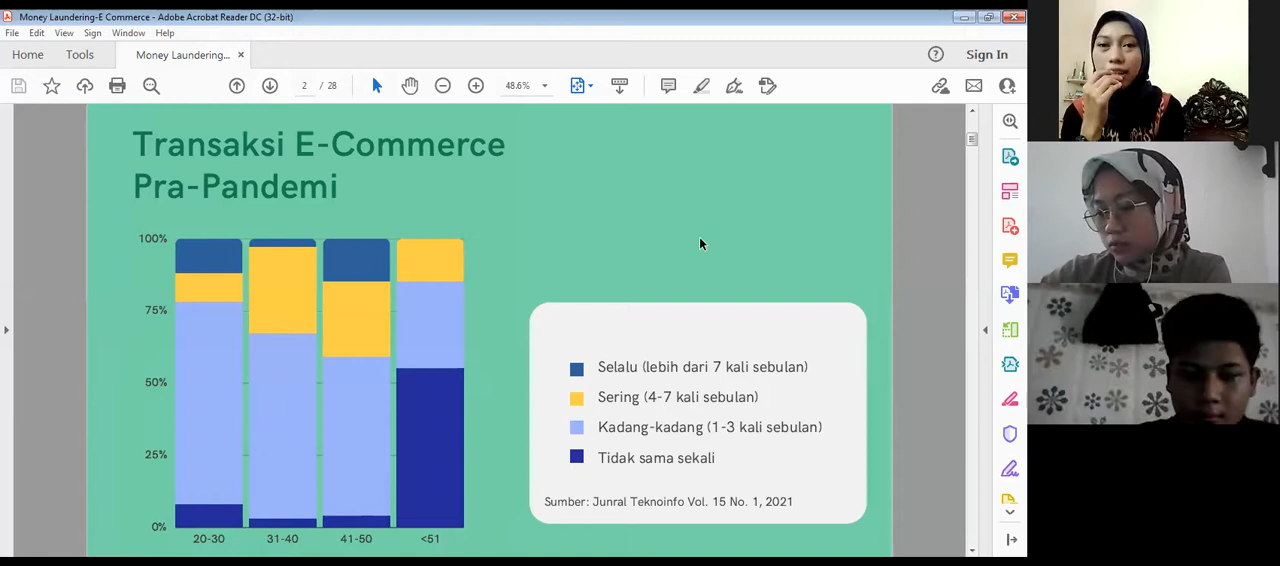 Money Laundering-E Commerce - Adobe Acrobat Reader DC (32-bit)
File Edit View Sign Window Help
Home Tools Money Laundering... × Sign In
2 / 28 48.6%
Transaksi E-Commerce
Pra-Pandemi
100%
75%
50%
25%
0%
20-30 31-40 41-50 <51
Selalu (lebih dari 7 kali sebulan)
Sering (4-7 kali sebulan)
Kadang-kadang (1-3 kali sebulan)
Tidak sama sekali
Sumber: Junral Teknoinfo Vol. 15 No. 1, 2021